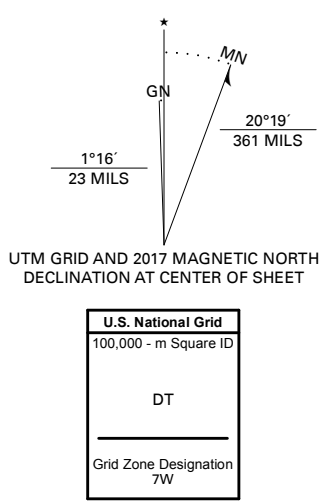 ★
MN
GN
20°19´
361 MILS
1°16´
23 MILS
UTM GRID AND 2017 MAGNETIC NORTH
DECLINATION AT CENTER OF SHEET
U.S. National Grid
100,000 - m Square ID
DT
Grid Zone Designation
7W